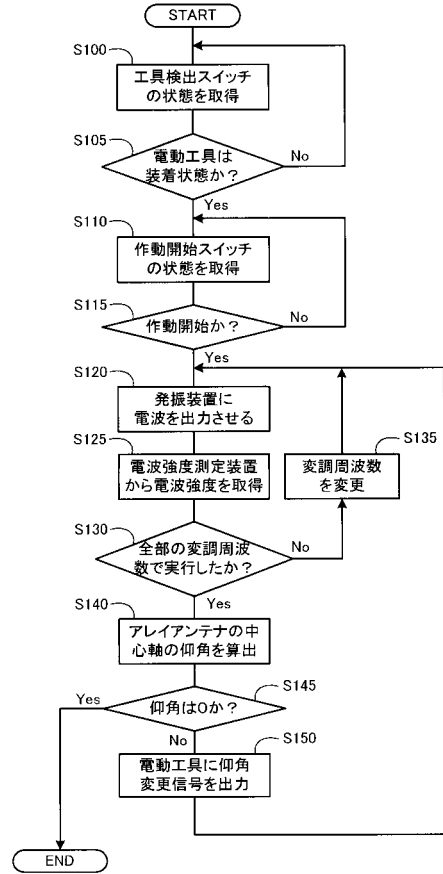 START
S100
工具検出スイッチ
の状態を取得
S105
電動工具は
装着状態か?
No
Yes
S110
作動開始スイッチ
の状態を取得
S115
作動開始か?
No
Yes
S120
発振装置に
電波を出力させる
S125
電波強度測定装置
から電波強度を取得
S135
変調周波数
を変更
S130
全部の変調周波
数で実行したか?
No
Yes
S140
アレイアンテナの中
心軸の仰角を算出
S145
仰角は0か?
Yes
No
S150
電動工具に仰角
変更信号を出力
END